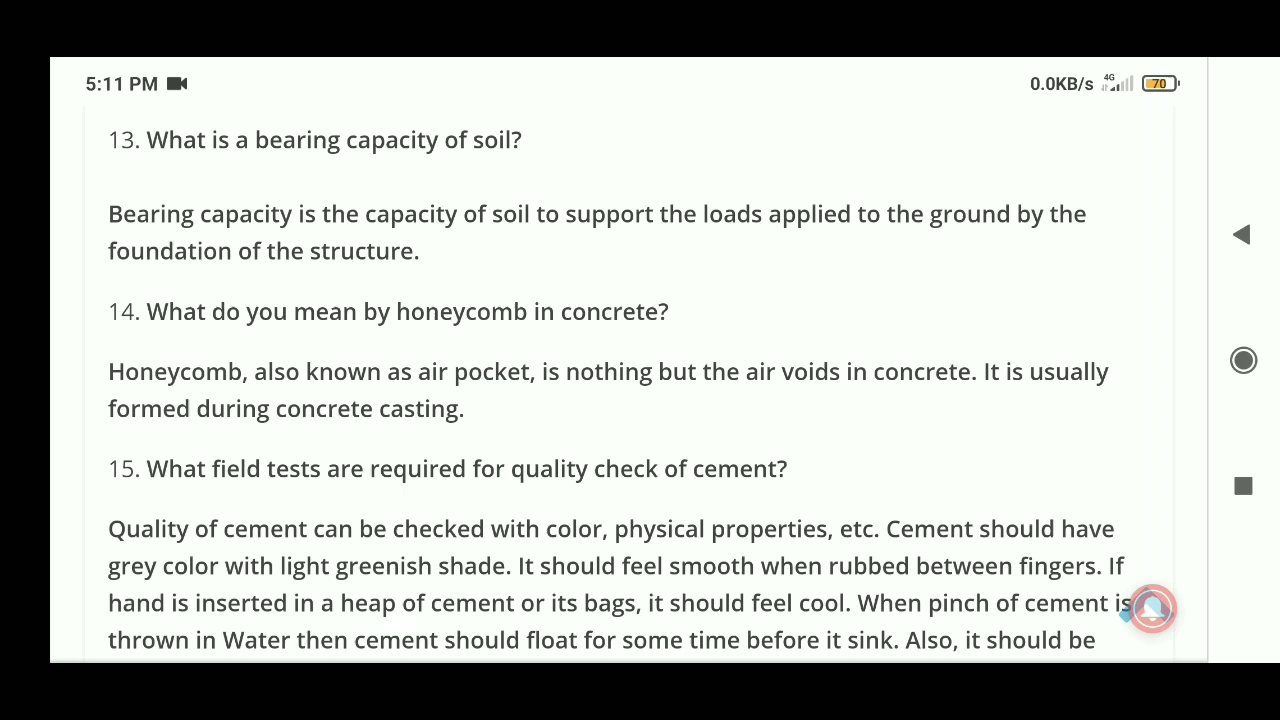 5:11 PM
0.0KB/s 4G 70
13. What is a bearing capacity of soil?
Bearing capacity is the capacity of soil to support the loads applied to the ground by the
foundation of the structure.
14. What do you mean by honeycomb in concrete?
Honeycomb, also known as air pocket, is nothing but the air voids in concrete. It is usually
formed during concrete casting.
15. What field tests are required for quality check of cement?
Quality of cement can be checked with color, physical properties, etc. Cement should have
grey color with light greenish shade. It should feel smooth when rubbed between fingers. If
hand is inserted in a heap of cement or its bags, it should feel cool. When pinch of cement is
thrown in Water then cement should float for some time before it sink. Also, it should be